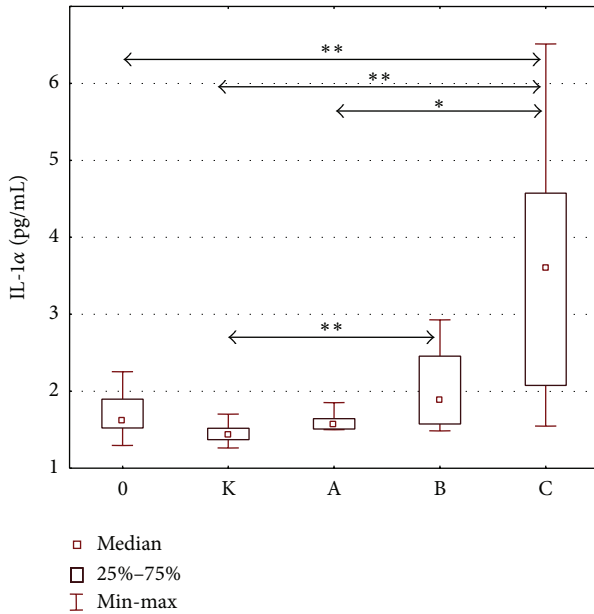 **
6
**
*
5
IL-1α (pg/mL)
4
3
**
2
1
0 K A B C
Median
25%–75%
Min-max